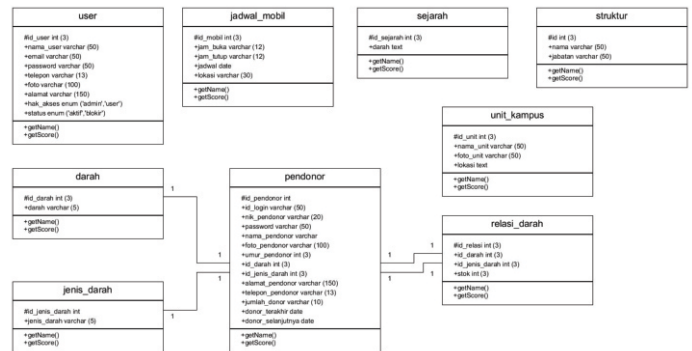 user
#id_user int (3)
+nama_user varchar (50)
+email varchar (50)
+password varchar (50)
+telepon varchar (13)
+foto varchar (100)
+alamat varchar (150)
+hak_akses enum ('admin','user')
+status enum ('aktif','blokir')
+getName()
+getScore()
jadwal_mobil
#id_mobil int (3)
+jam_buka varchar (12)
+jam_tutup varchar (12)
+jadwal date
+lokasi varchar (30)
+getName()
+getScore()
sejarah
#id_sejarah int (3)
+darah text
+getName()
+getScore()
struktur
#id int (3)
+nama varchar (50)
+jabatan varchar (50)
+getName()
+getScore()
unit_kampus
#id_unit int (3)
+nama_unit varchar (50)
+foto_unit varchar (50)
+lokasi text
+getName()
+getScore()
darah
#id_darah int (3)
+darah varchar (5)
+getName()
+getScore()
1
1
pendonor
#id_pendonor int
+id_login varchar (50)
+nik_pendonor varchar (20)
+password varchar (50)
+nama_pendonor varchar
+foto_pendonor varchar (100)
+umur_pendonor int (3)
+id_darah int (3)
+id_jenis_darah int (3)
+alamat_pendonor varchar (150)
+telepon_pendonor varchar (13)
+jumlah_donor varchar (10)
+donor_terakhir date
+donor_selanjutnya date
+getName()
+getScore()
1
1
1
1
relasi_darah
#id_relasi int (3)
+id_darah int (3)
+id_jenis_darah int (3)
+stok int (3)
+getName()
+getScore()
jenis_darah
#id_jenis_darah int
+jenis_darah varchar (5)
+getName()
+getScore()
1
1